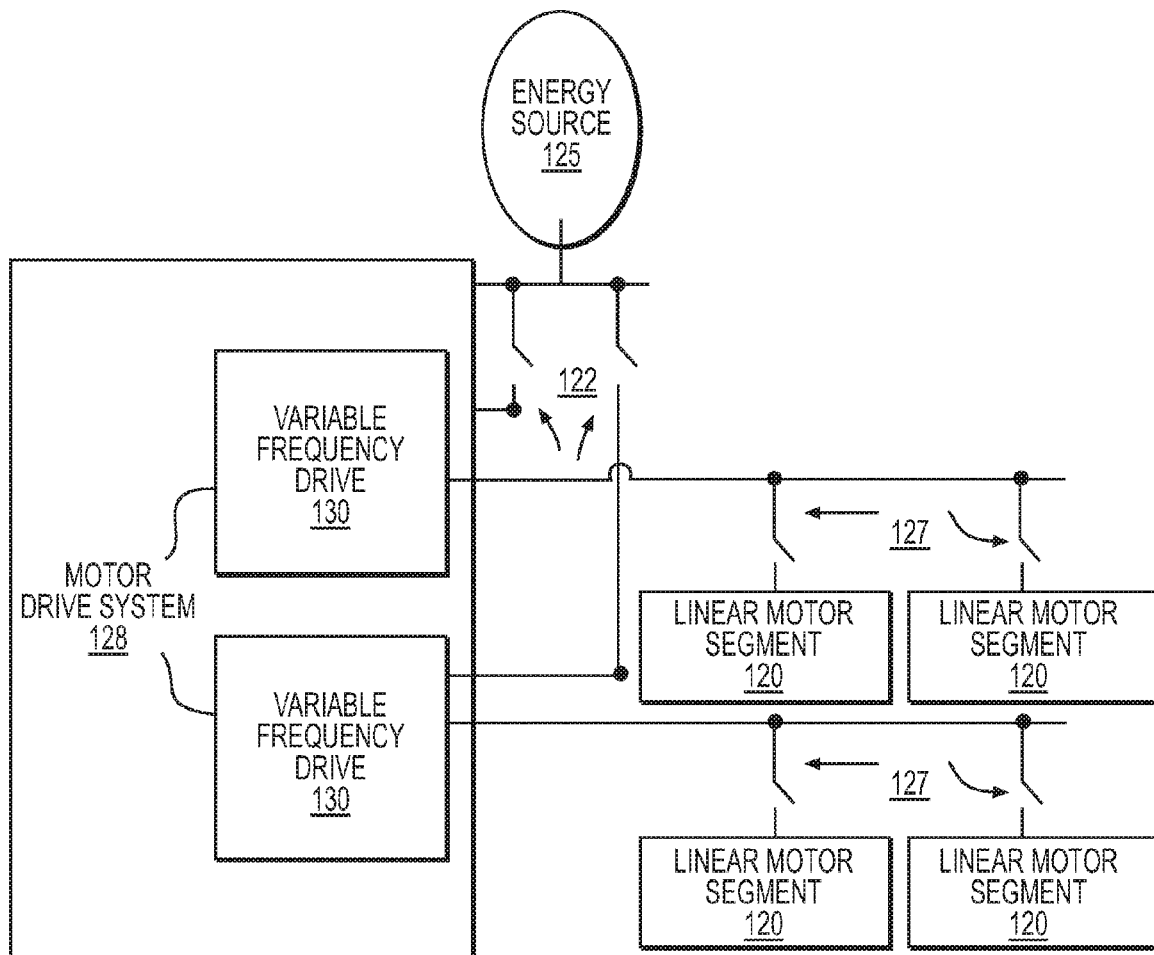 ENERGY
SOURCE
125
122
VARIABLE
FREQUENCY
DRIVE
130
127
MOTOR
DRIVE SYSTEM
128
LINEAR MOTOR
SEGMENT
120
LINEAR MOTOR
SEGMENT
120
VARIABLE
FREQUENCY
DRIVE
130
127
LINEAR MOTOR
SEGMENT
120
LINEAR MOTOR
SEGMENT
120